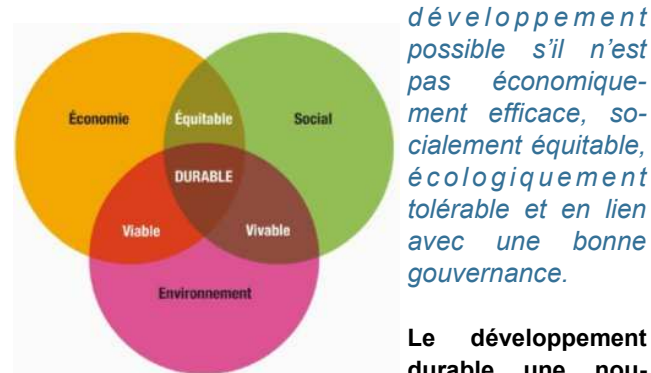 Économie
Équitable
Social
DURABLE
Viable
Vivable
Environnement
développement
possible s'il n'est
pas économique-
ment efficace, so-
cialement équitable,
écologiquement
tolérable et en lien
avec une bonne
gouvernance.
Le développement
durable une nou-